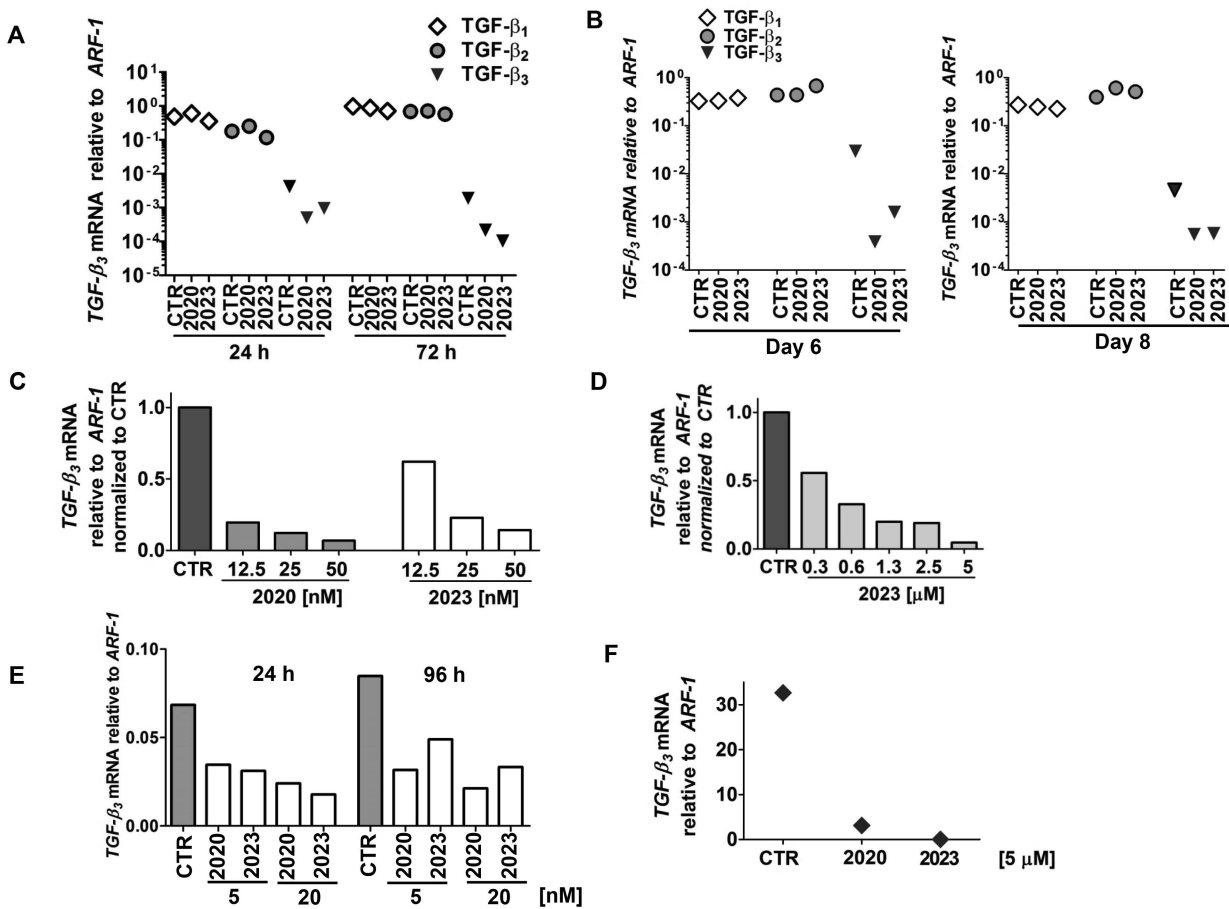 A
TGF-β₃ mRNA relative to ARF-1
TGF-β₁
TGF-β₂
TGF-β₃
10¹
10⁰
10⁻¹
10⁻²
10⁻³
10⁻⁴
10⁻⁵
CTR 2020 2023 CTR 2020 2023 CTR 2020 2023 CTR 2020 2023 CTR 2020 2023 CTR 2020 2023
24 h 72 h
B
TGF-β₃ mRNA relative to ARF-1
TGF-β₁
TGF-β₂
TGF-β₃
10⁰
10⁻¹
10⁻²
10⁻³
10⁻⁴
CTR 2020 2023 CTR 2020 2023 CTR 2020 2023
Day 6
TGF-β₃ mRNA relative to ARF-1
10⁰
10⁻¹
10⁻²
10⁻³
10⁻⁴
CTR 2020 2023 CTR 2020 2023 CTR 2020 2023
Day 8
C
TGF-β₃ mRNA
relative to ARF-1
normalized to CTR
1.0
0.5
0.0
CTR 12.5 25 50 12.5 25 50
2020 [nM] 2023 [nM]
D
TGF-β₃ mRNA
relative to ARF-1
normalized to CTR
1.0
0.5
0.0
CTR 0.3 0.6 1.3 2.5 5
2023 [μM]
E
TGF-β₃ mRNA relative to ARF-1
0.10
0.05
0.00
24 h 96 h
CTR 2020 2023 2020 2023 CTR 2020 2023 2020 2023
5 20 5 20 [nM]
F
TGF-β₃ mRNA
relative to ARF-1
30
20
10
0
CTR 2020 2023 [5 μM]